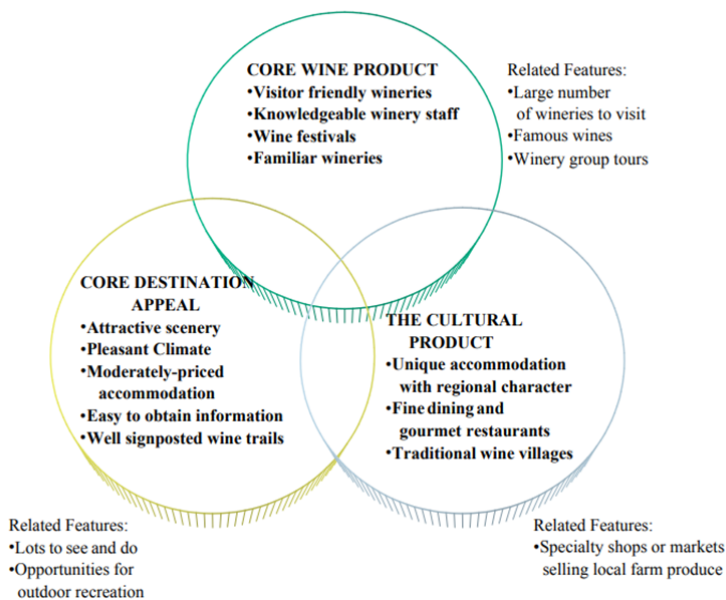 CORE WINE PRODUCT
•Visitor friendly wineries
•Knowledgeable winery staff
•Wine festivals
•Familiar wineries
Related Features:
•Large number
of wineries to visit
•Famous wines
•Winery group tours
CORE DESTINATION
APPEAL
•Attractive scenery
•Pleasant Climate
•Moderately-priced
accommodation
•Easy to obtain information
•Well signposted wine trails
THE CULTURAL
PRODUCT
•Unique accommodation
with regional character
•Fine dining and
gourmet restaurants
•Traditional wine villages
Related Features:
•Lots to see and do
•Opportunities for
outdoor recreation
Related Features:
•Specialty shops or markets
selling local farm produce